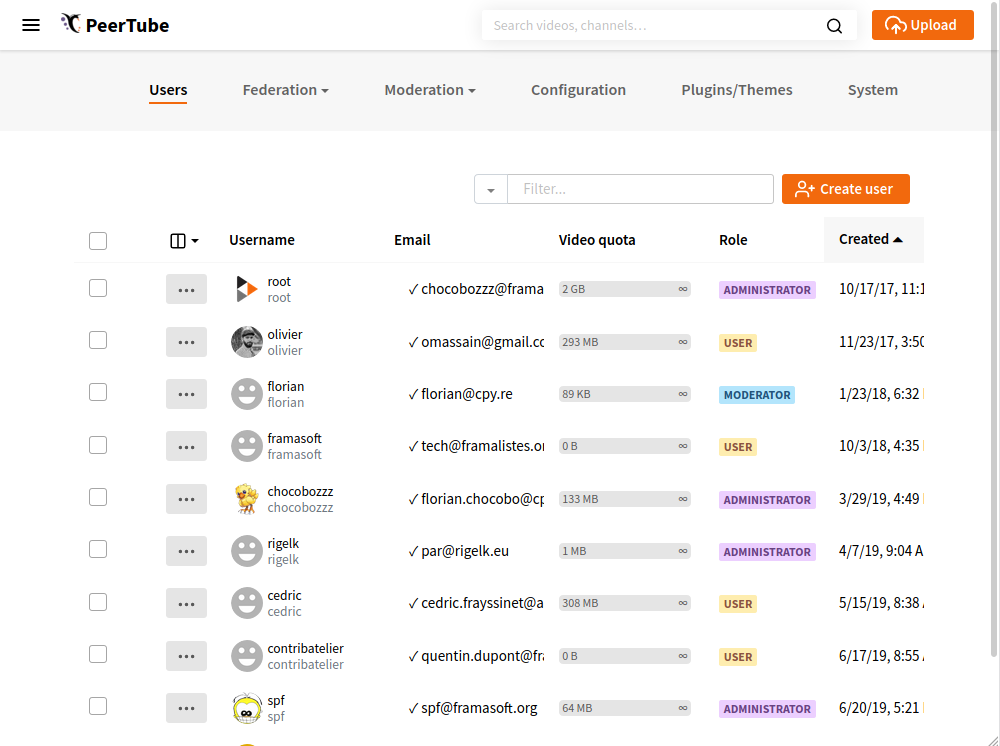 PeerTube
Search videos, channels…
Upload
Users
Federation
Moderation
Configuration
Plugins/Themes
System
Filter...
Create user
Username Email Video quota Role Created
root
root
✓ chocobozzz@frama 2 GB ∞ ADMINISTRATOR 10/17/17, 11:1
olivier
olivier
✓ omassain@gmail.co 293 MB ∞ USER 11/23/17, 3:50
florian
florian
✓ florian@cpy.re 89 KB ∞ MODERATOR 1/23/18, 6:32
framasoft
framasoft
✓ tech@framalistes.or 0 B ∞ USER 10/3/18, 4:35
chocobozzz
chocobozzz
✓ florian.chocobo@cp 133 MB ∞ ADMINISTRATOR 3/29/19, 4:49
rigelk
rigelk
✓ par@rigelk.eu 1 MB ∞ ADMINISTRATOR 4/7/19, 9:04 A
cedric
cedric
✓ cedric.frayssinet@a 308 MB ∞ USER 5/15/19, 8:38
contribatelier
contribatelier
✓ quentin.dupont@fra 0 B ∞ USER 6/17/19, 8:55
spf
spf
✓ spf@framasoft.org 64 MB ∞ ADMINISTRATOR 6/20/19, 5:21